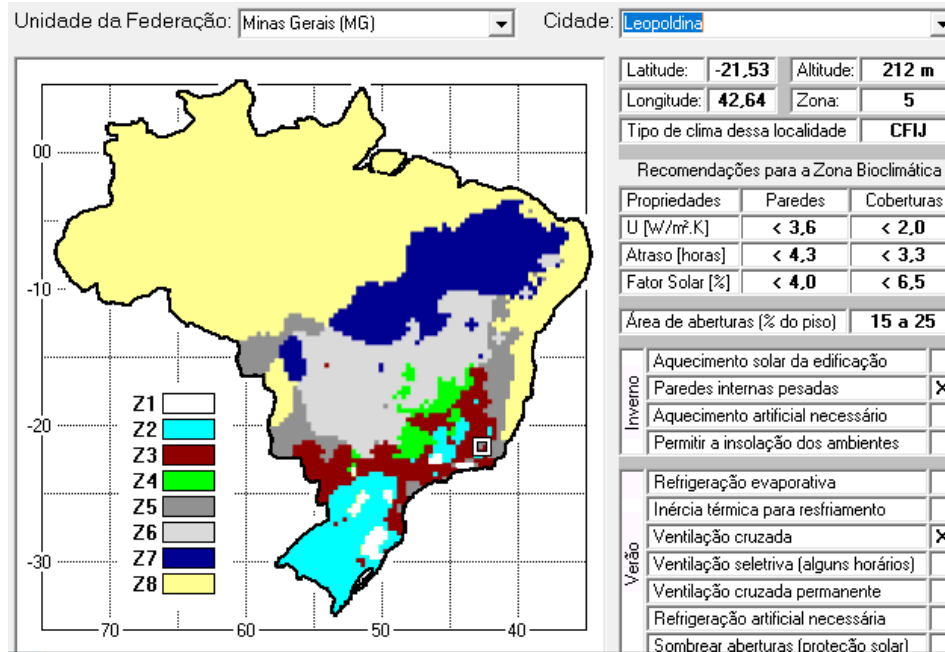 Unidade da Federação: Minas Gerais (MG) Cidade: Leopoldina
Latitude: -21,53 Altitude: 212 m
Longitude: 42,64 Zona: 5
Tipo de clima dessa localidade CFIJ
Recomendações para a Zona Bioclimática
Propriedades Paredes Coberturas
U [W/m².K] < 3,6 < 2,0
Atraso [horas] < 4,3 < 3,3
Fator Solar [%] < 4,0 < 6,5
Área de aberturas (% do piso) 15 a 25
Inverno
Aquecimento solar da edificação
Paredes internas pesadas X
Aquecimento artificial necessário
Permitir a insolação dos ambientes
Verão
Refrigeração evaporativa
Inércia térmica para resfriamento
Ventilação cruzada X
Ventilação seletiva (alguns horários)
Ventilação cruzada permanente
Refrigeração artificial necessária
Sombrear aberturas (proteção solar)
00
-10
-20
-30
Z1
Z2
Z3
Z4
Z5
Z6
Z7
Z8
-70 -60 -50 -40